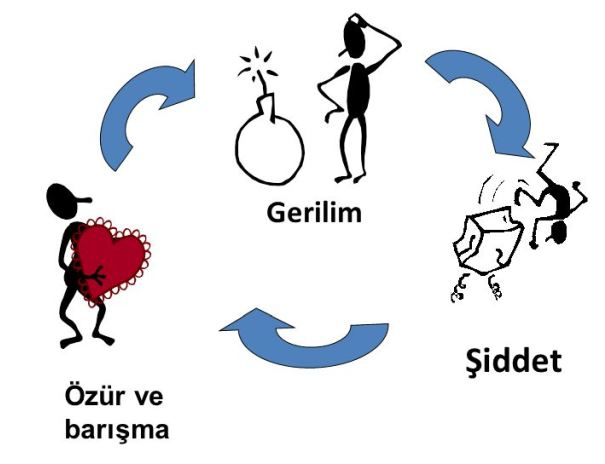 Gerilim
Şiddet
Özür ve
barışma